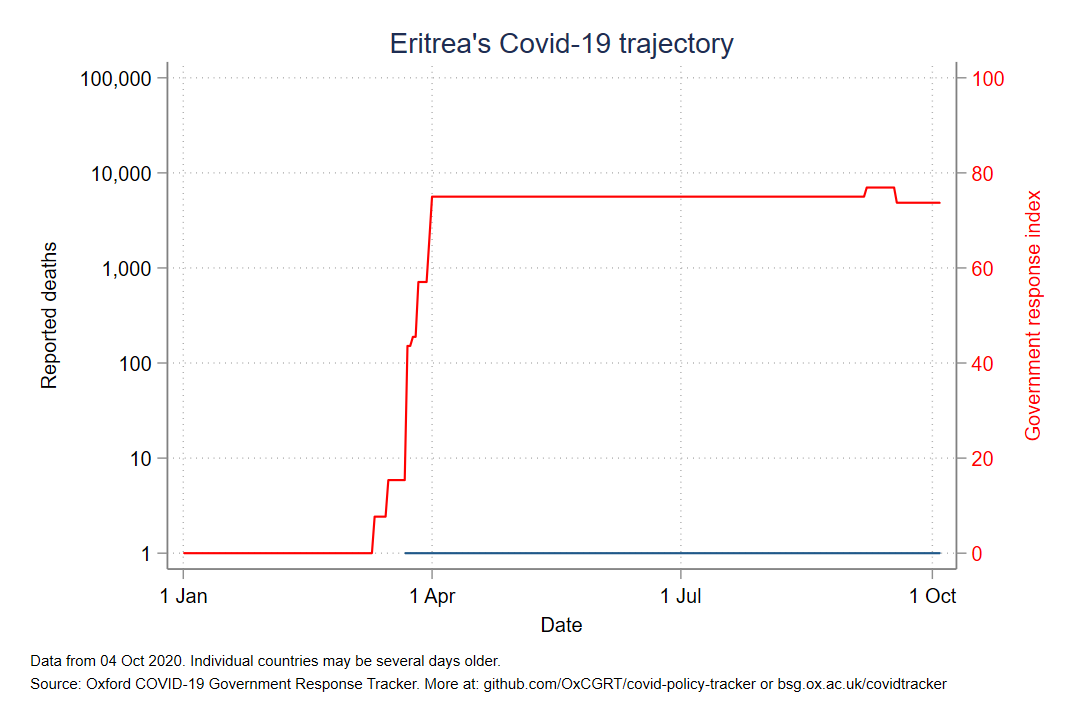 Eritrea's Covid-19 trajectory
100,000
10,000
1,000
100
10
1
Reported deaths
100
80
60
40
20
0
Government response index
1 Jan 1 Apr 1 Jul 1 Oct
Date
Data from 04 Oct 2020. Individual countries may be several days older.
Source: Oxford COVID-19 Government Response Tracker. More at: github.com/OxCGRT/covid-policy-tracker or bsg.ox.ac.uk/covidtracker